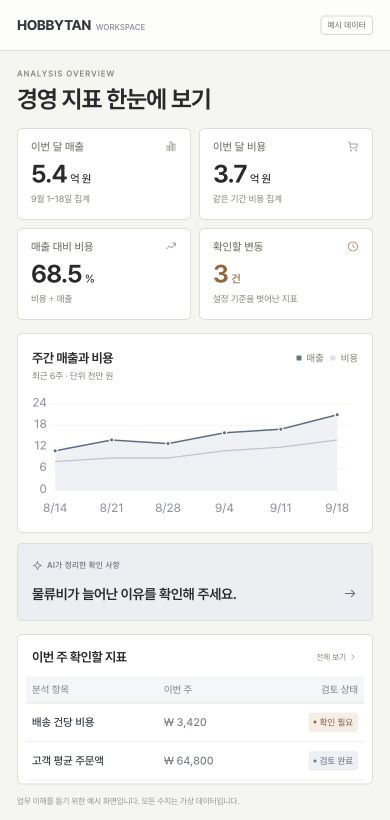 HOBBYTAN WORKSPACE
예시 데이터
ANALYSIS OVERVIEW
경영 지표 한눈에 보기
이번 달 매출
5.4 억 원
9월 1–18일 집계
이번 달 비용
3.7 억 원
같은 기간 비용 집계
매출 대비 비용
68.5 %
비용 ÷ 매출
확인할 변동
3 건
설정 기준을 벗어난 지표
주간 매출과 비용
매출 비용
최근 6주 · 단위 천만 원
24
18
12
6
0
8/14 8/21 8/28 9/4 9/11 9/18
AI가 정리한 확인 사항
물류비가 늘어난 이유를 확인해 주세요. →
이번 주 확인할 지표
전체 보기 >
분석 항목 이번 주 검토 상태
배송 건당 비용 ₩ 3,420 • 확인 필요
고객 평균 주문액 ₩ 64,800 • 검토 완료
업무 이해를 돕기 위한 예시 화면입니다. 모든 수치는 가상 데이터입니다.